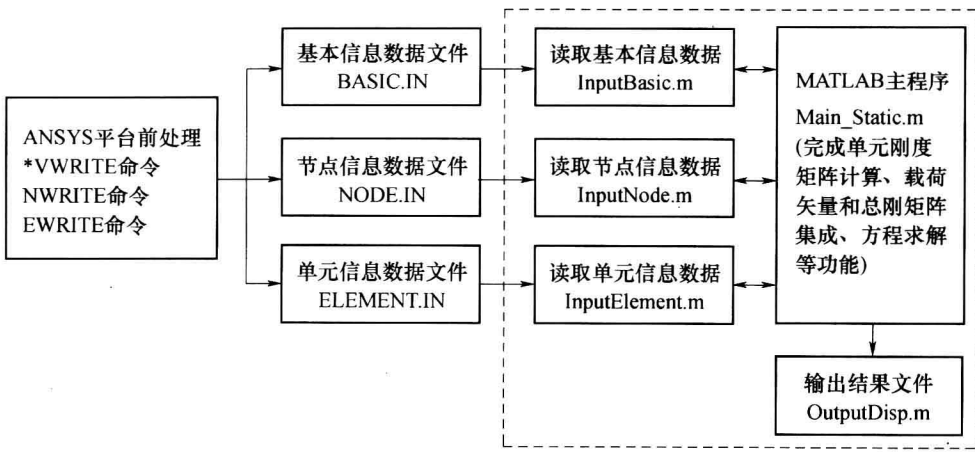 ANSYS平台前处理
*VWRITE命令
NWRITE命令
EWRITE命令
基本信息数据文件
BASIC.IN
节点信息数据文件
NODE.IN
单元信息数据文件
ELEMENT.IN
读取基本信息数据
InputBasic.m
读取节点信息数据
InputNode.m
读取单元信息数据
InputElement.m
MATLAB主程序
Main_Static.m
(完成单元刚度
矩阵计算、载荷
矢量和总刚矩阵
集成、方程求解
等功能)
输出结果文件
OutputDisp.m